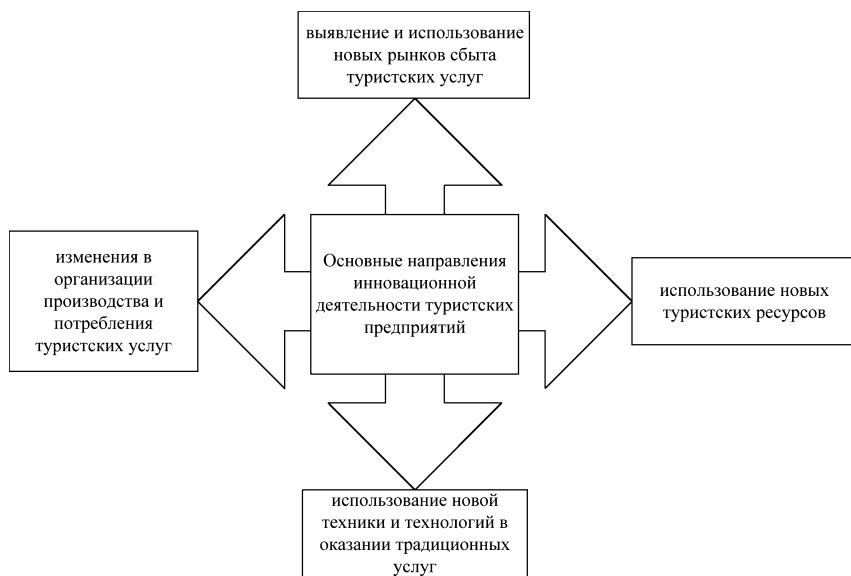 выявление и использование
новых рынков сбыта
туристских услуг
изменения в
организации
производства и
потребления
туристских услуг
Основные направления
инновационной
деятельности туристских
предприятий
использование новых
туристских ресурсов
использование новой
техники и технологий в
оказании традиционных
услуг